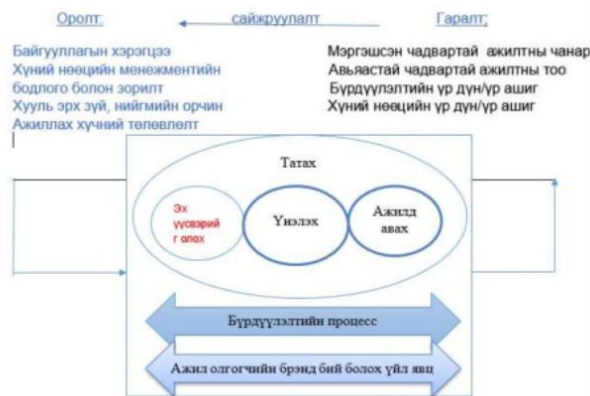 Оролт:
сайжруулалт
Гаралт;
Байгууллагын хэрэгцээ
Хүний нөөцийн менежментийн
бодлого болон зорилт
Хууль эрх зүй, нийгмийн орчин
Ажиллах хүчний төлөвлөлт
Мэргэшсэн чадвартай ажилтны чанар
Авьяастай чадвартай ажилтны тоо
Бүрдүүлэлтийн үр дүн/үр ашиг
Хүний нөөцийн үр дүн/үр ашиг
Татах
Эх
үүсвэрий
г олох
Үнэлэх
Ажилд
авах
Бүрдүүлэлтийн процесс
Ажил олгогчийн брэнд бий болох үйл явц